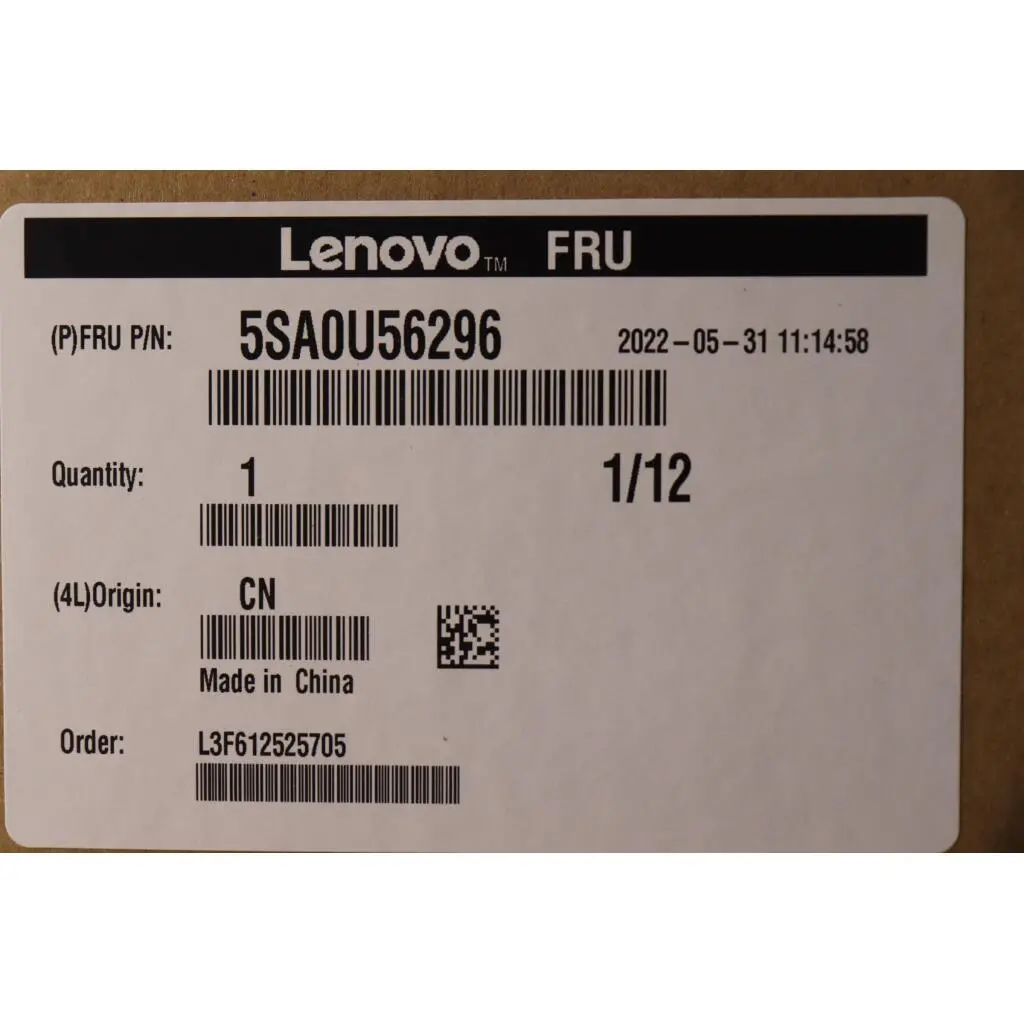 Lenovo™ FRU
(P)FRU P/N: 5SA0U56296 2022-05-31 11:14:58
Quantity: 1 1/12
(4L)Origin: CN
Made in China
Order: L3F612525705